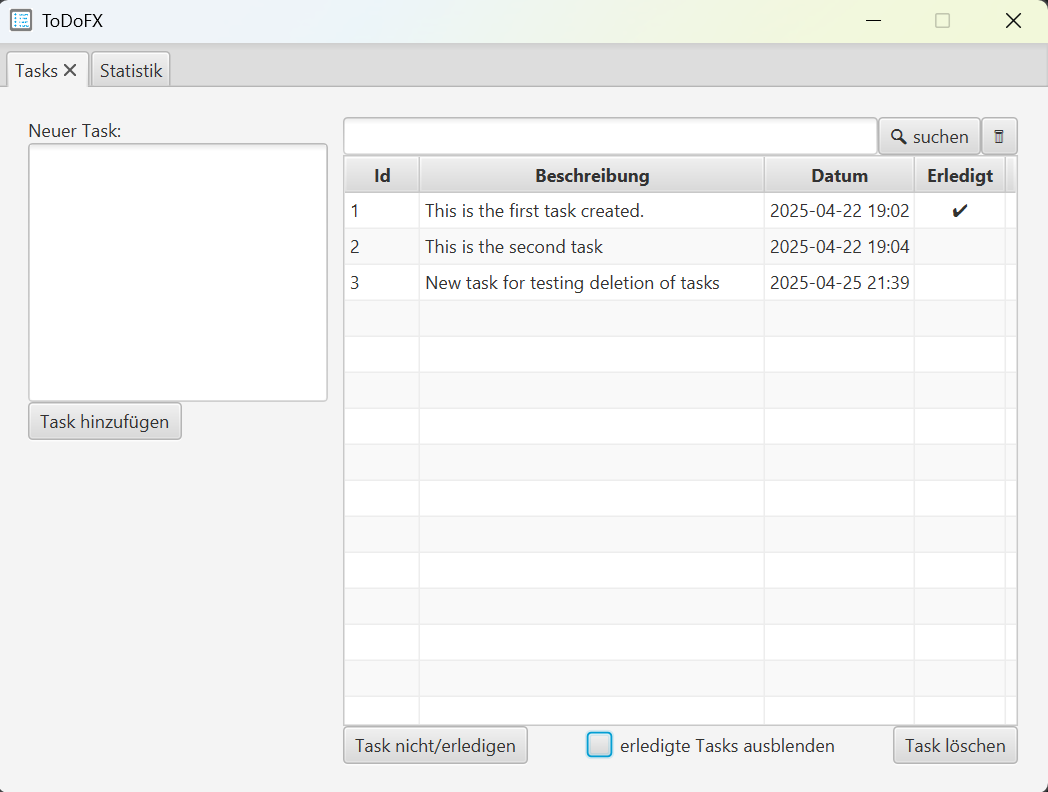 ToDoFX
Tasks Statistik
Neuer Task:
suchen
Id Beschreibung Datum Erledigt
1 This is the first task created. 2025-04-22 19:02 ✔
2 This is the second task 2025-04-22 19:04
3 New task for testing deletion of tasks 2025-04-25 21:39
Task hinzufügen
Task nicht/erledigen erledigte Tasks ausblenden Task löschen